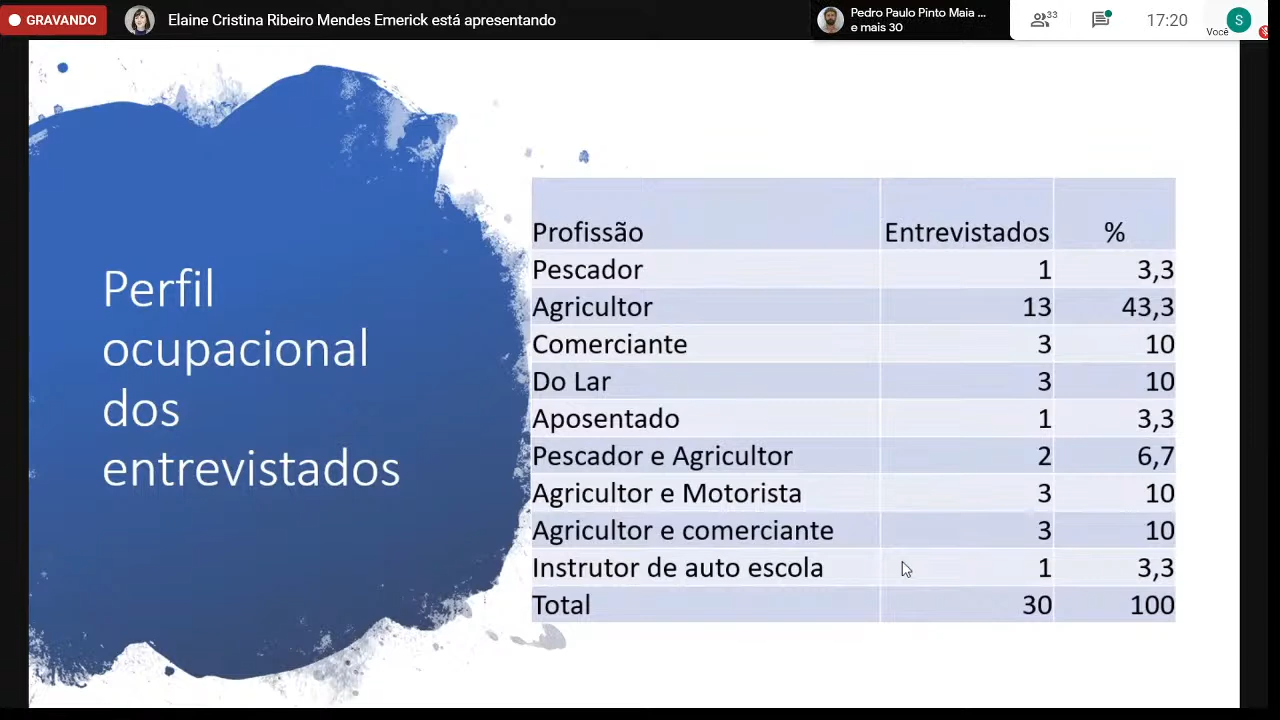 GRAVANDO
Elaine Cristina Ribeiro Mendes Emerick está apresentando
Pedro Paulo Pinto Maia ...
e mais 30
33
17:20
S
Você
Perfil
ocupacional
dos
entrevistados
Profissão Entrevistados %
Pescador 1 3,3
Agricultor 13 43,3
Comerciante 3 10
Do Lar 3 10
Aposentado 1 3,3
Pescador e Agricultor 2 6,7
Agricultor e Motorista 3 10
Agricultor e comerciante 3 10
Instrutor de auto escola 1 3,3
Total 30 100